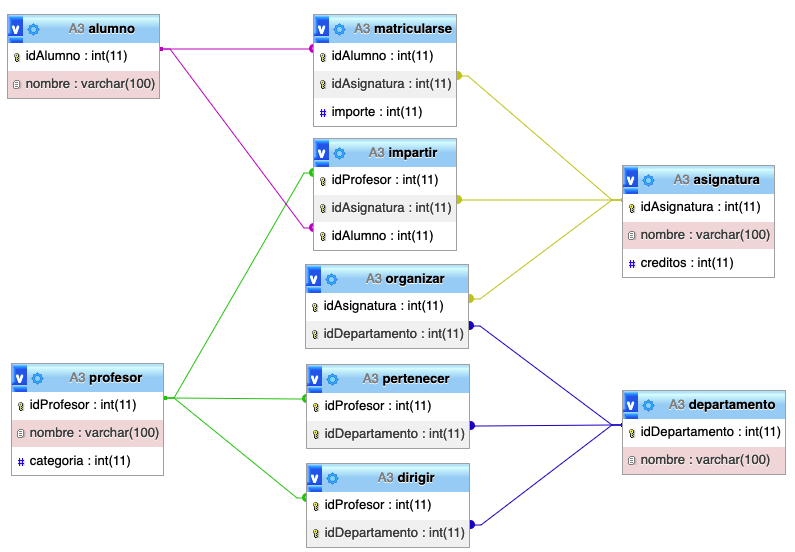 A3 alumno
idAlumno : int(11)
nombre : varchar(100)
A3 matricularse
idAlumno : int(11)
idAsignatura : int(11)
# importe : int(11)
A3 impartir
idProfesor : int(11)
idAsignatura : int(11)
idAlumno : int(11)
A3 asignatura
idAsignatura : int(11)
nombre : varchar(100)
# creditos : int(11)
A3 organizar
idAsignatura : int(11)
idDepartamento : int(11)
A3 profesor
idProfesor : int(11)
nombre : varchar(100)
# categoria : int(11)
A3 pertenecer
idProfesor : int(11)
idDepartamento : int(11)
A3 departamento
idDepartamento : int(11)
nombre : varchar(100)
A3 dirigir
idProfesor : int(11)
idDepartamento : int(11)